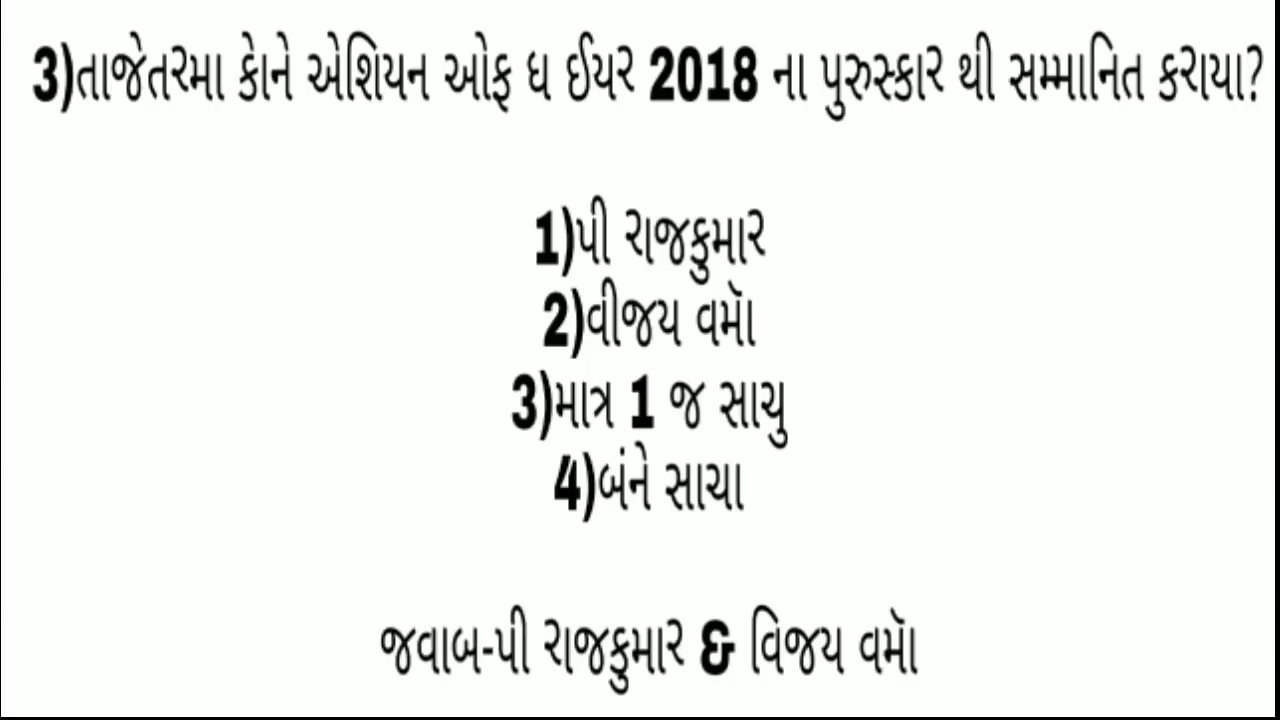 3)તાજેતરમા કોને એશિયન ઓફ ધ ઈયર 2018 ના પુરુસ્કાર થી સમ્માનિત કરાયા?
1)પી રાજકુમાર
2)વીજય વર્મા
3)માત્ર 1 જ સાચુ
4)બંને સાચા
જવાબ-પી રાજકુમાર & વિજય વર્મા